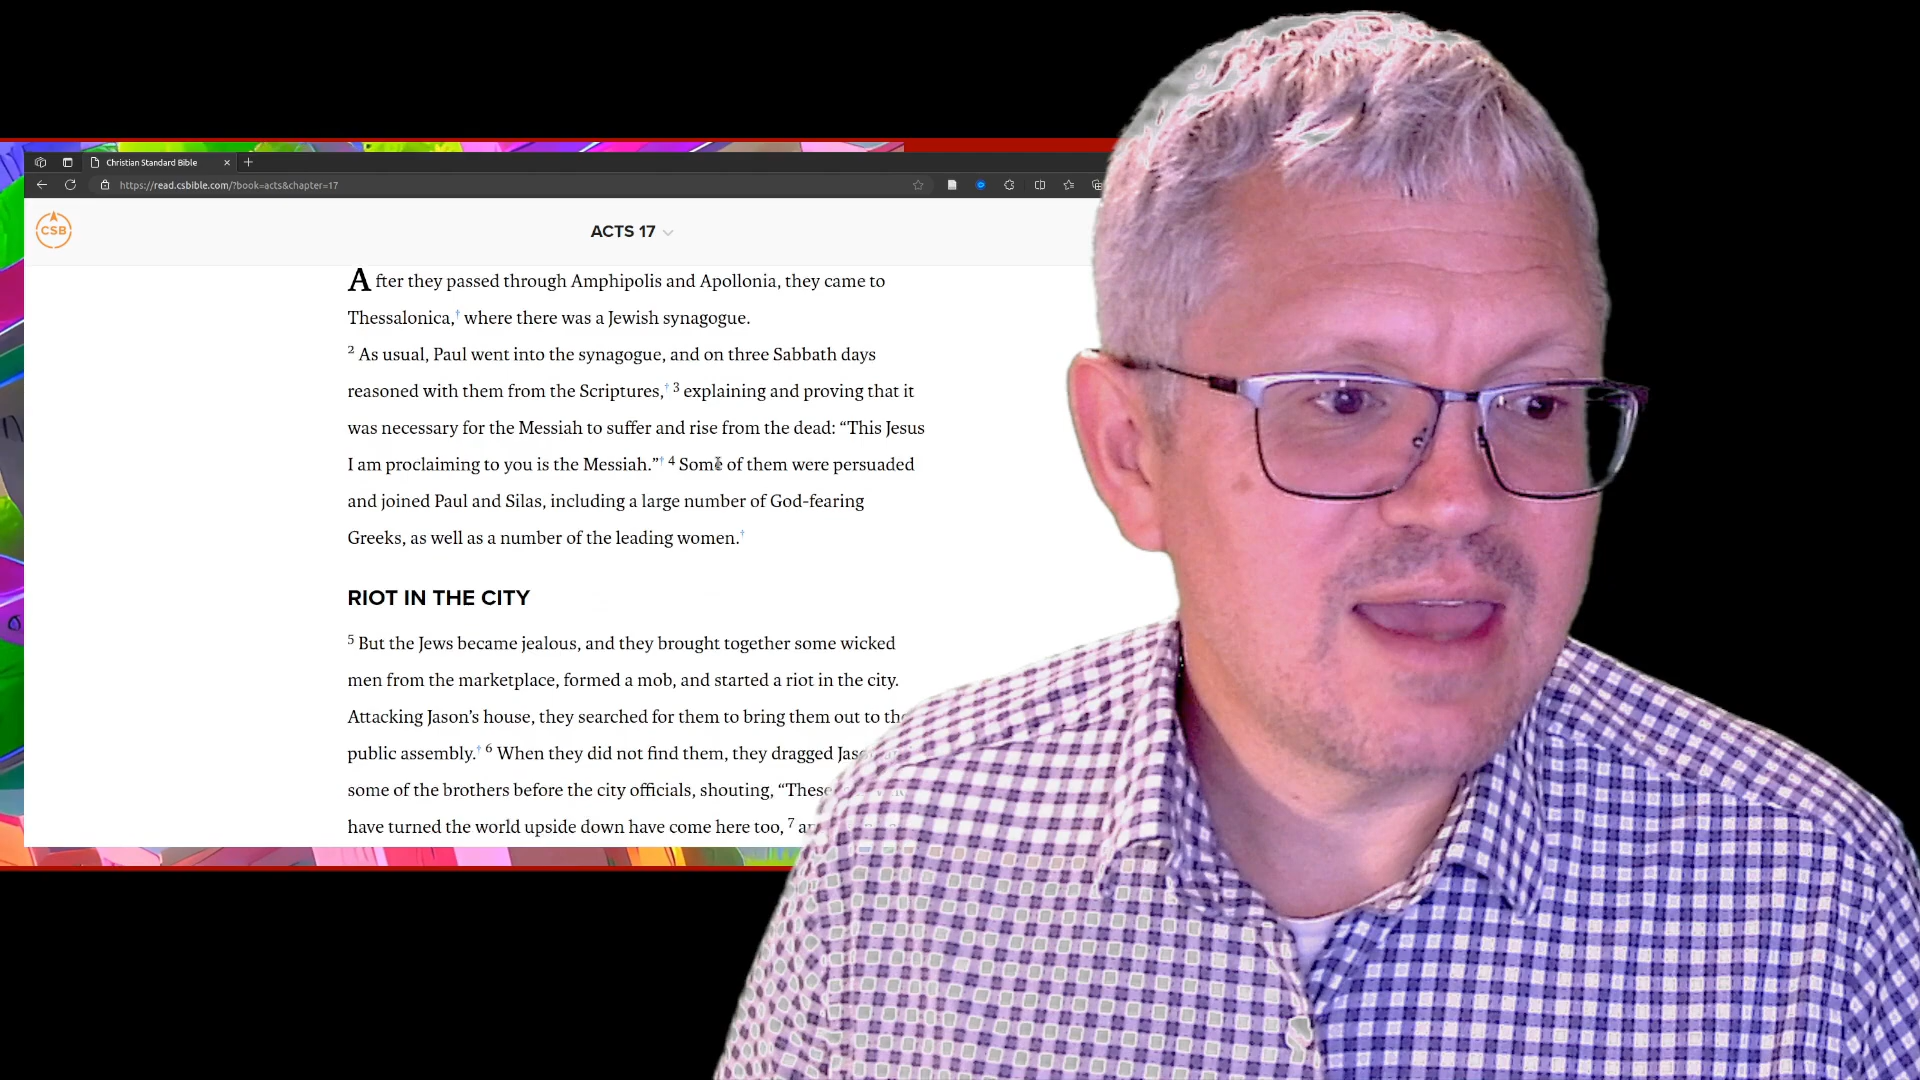 Christian Standard Bible
https://read.csbible.com/?book=acts&chapter=17
CSB
ACTS 17
After they passed through Amphipolis and Apollonia, they came to
Thessalonica,† where there was a Jewish synagogue.
2 As usual, Paul went into the synagogue, and on three Sabbath days
reasoned with them from the Scriptures,† 3 explaining and proving that it
was necessary for the Messiah to suffer and rise from the dead: “This Jesus
I am proclaiming to you is the Messiah.”† 4 Some of them were persuaded
and joined Paul and Silas, including a large number of God-fearing
Greeks, as well as a number of the leading women.†
RIOT IN THE CITY
5 But the Jews became jealous, and they brought together some wicked
men from the marketplace, formed a mob, and started a riot in the city.
Attacking Jason’s house, they searched for them to bring them out to the
public assembly.† 6 When they did not find them, they dragged
some of the brothers before the city officials, shouting, “These
have turned the world upside down have come here too, 7